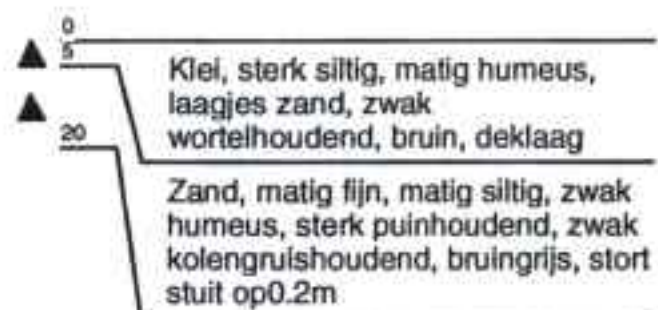 0
5
Klei, sterk siltig, matig humeus,
laagjes zand, zwak
wortelhoudend, bruin, deklaag
20
Zand, matig fijn, matig siltig, zwak
humeus, sterk puinhoudend, zwak
kolengruishoudend, bruingrijs, stort
stuit op0.2m